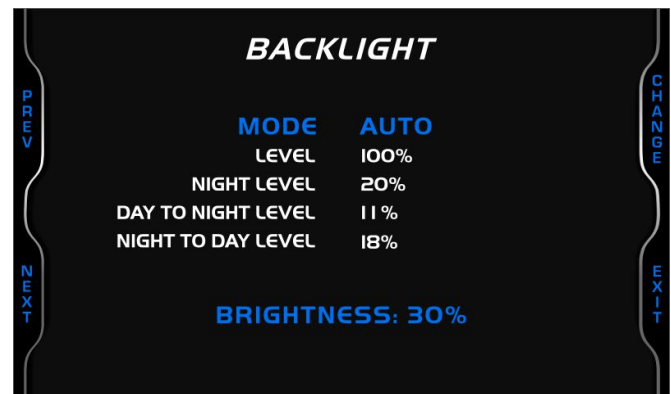 BACKLIGHT
PREV
CHANGE
MODE AUTO
LEVEL 100%
NIGHT LEVEL 20%
DAY TO NIGHT LEVEL 11%
NIGHT TO DAY LEVEL 18%
NEXT
EXIT
BRIGHTNESS: 30%